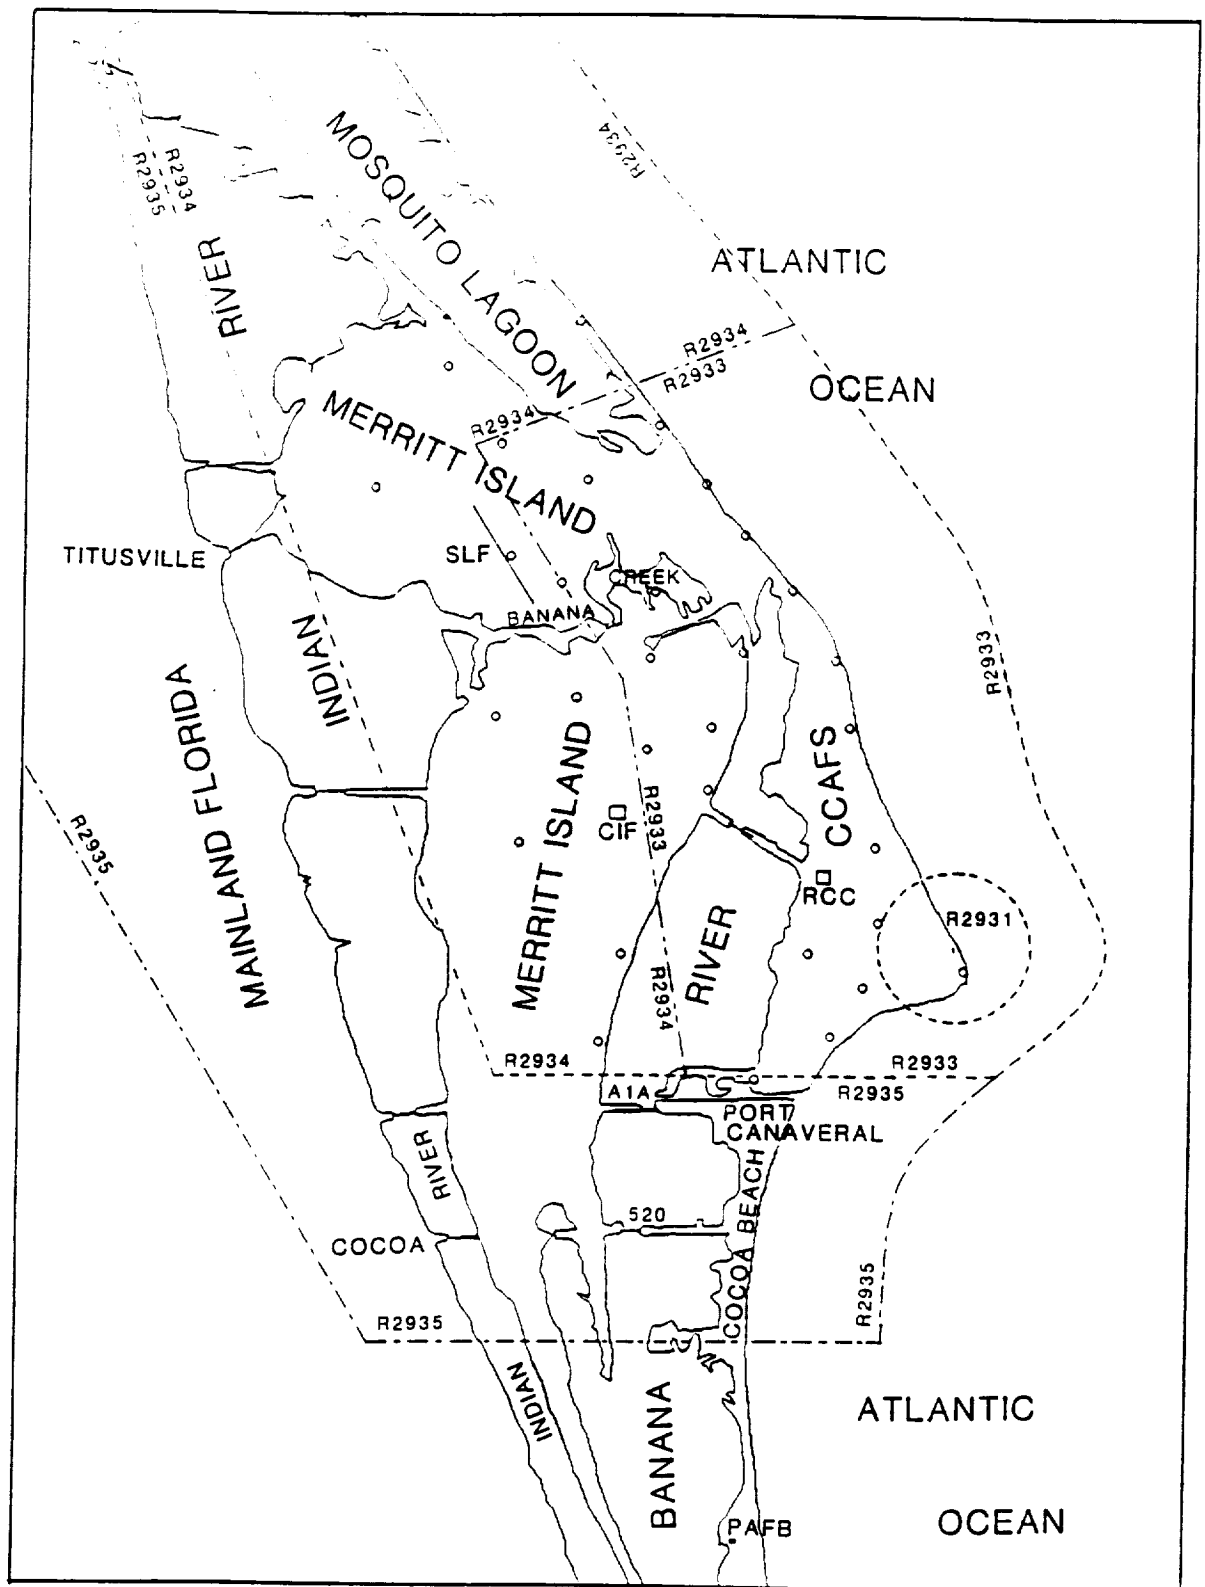 R2934
R2934
R2935
MOSQUITO LAGOON
RIVER
ATLANTIC
R2934
R2933
OCEAN
R2934
MERRITT ISLAND
TITUSVILLE
SLF
CREEK
BANANA
INDIAN
R2933
MAINLAND FLORIDA
MERRITT ISLAND
CCAFS
R2933
CIF
R2935
RCC
R2931
RIVER
R2934
R2934
R2933
A1A
R2935
PORT
CANAVERAL
RIVER
COCOA BEACH
520
COCOA
R2935
R2935
INDIAN
BANANA
ATLANTIC
PAFB
OCEAN